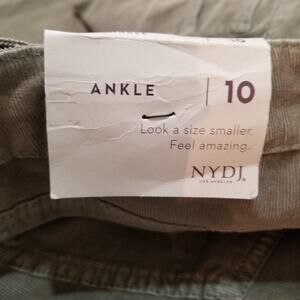 ANKLE | 10
Look a size smaller.
Feel amazing.
NYDJ®
LOS ANGELES